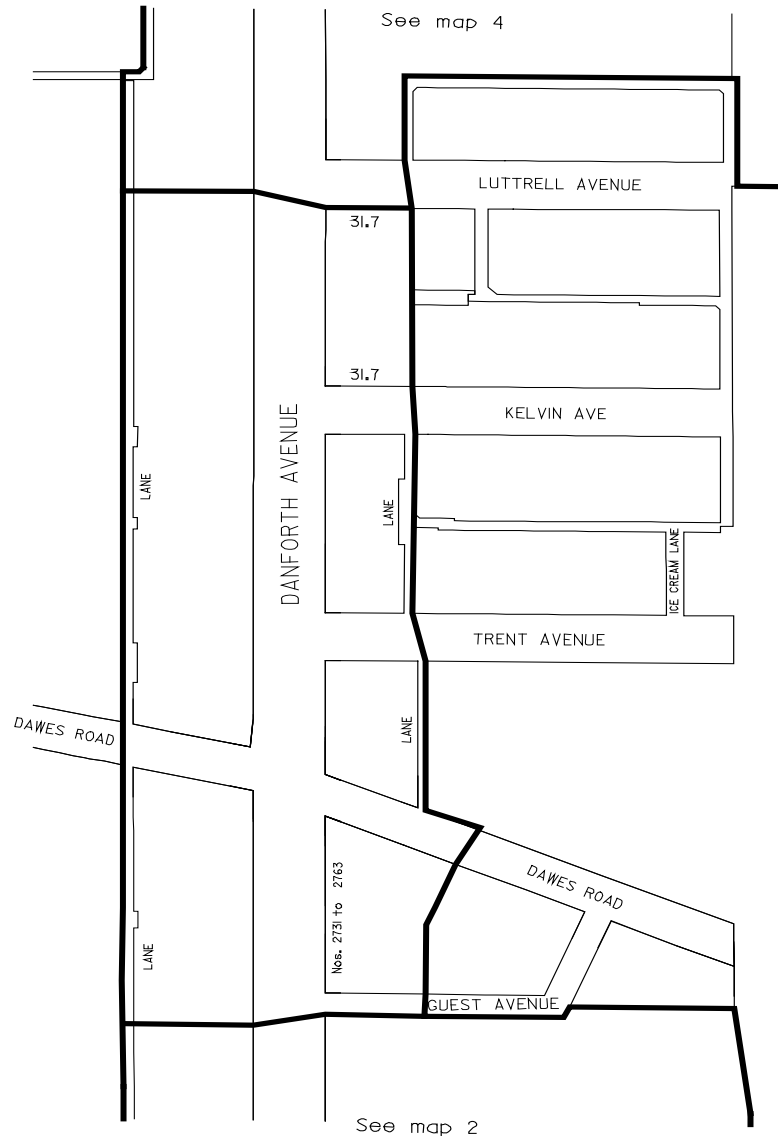 See map 4
LUTTRELL AVENUE
31.7
31.7
KELVIN AVE
DANFORTH AVENUE
LANE
LANE
ICE CREAM LANE
TRENT AVENUE
DAWES ROAD
LANE
DAWES ROAD
Nos. 2731 to 2763
LANE
GUEST AVENUE
See map 2